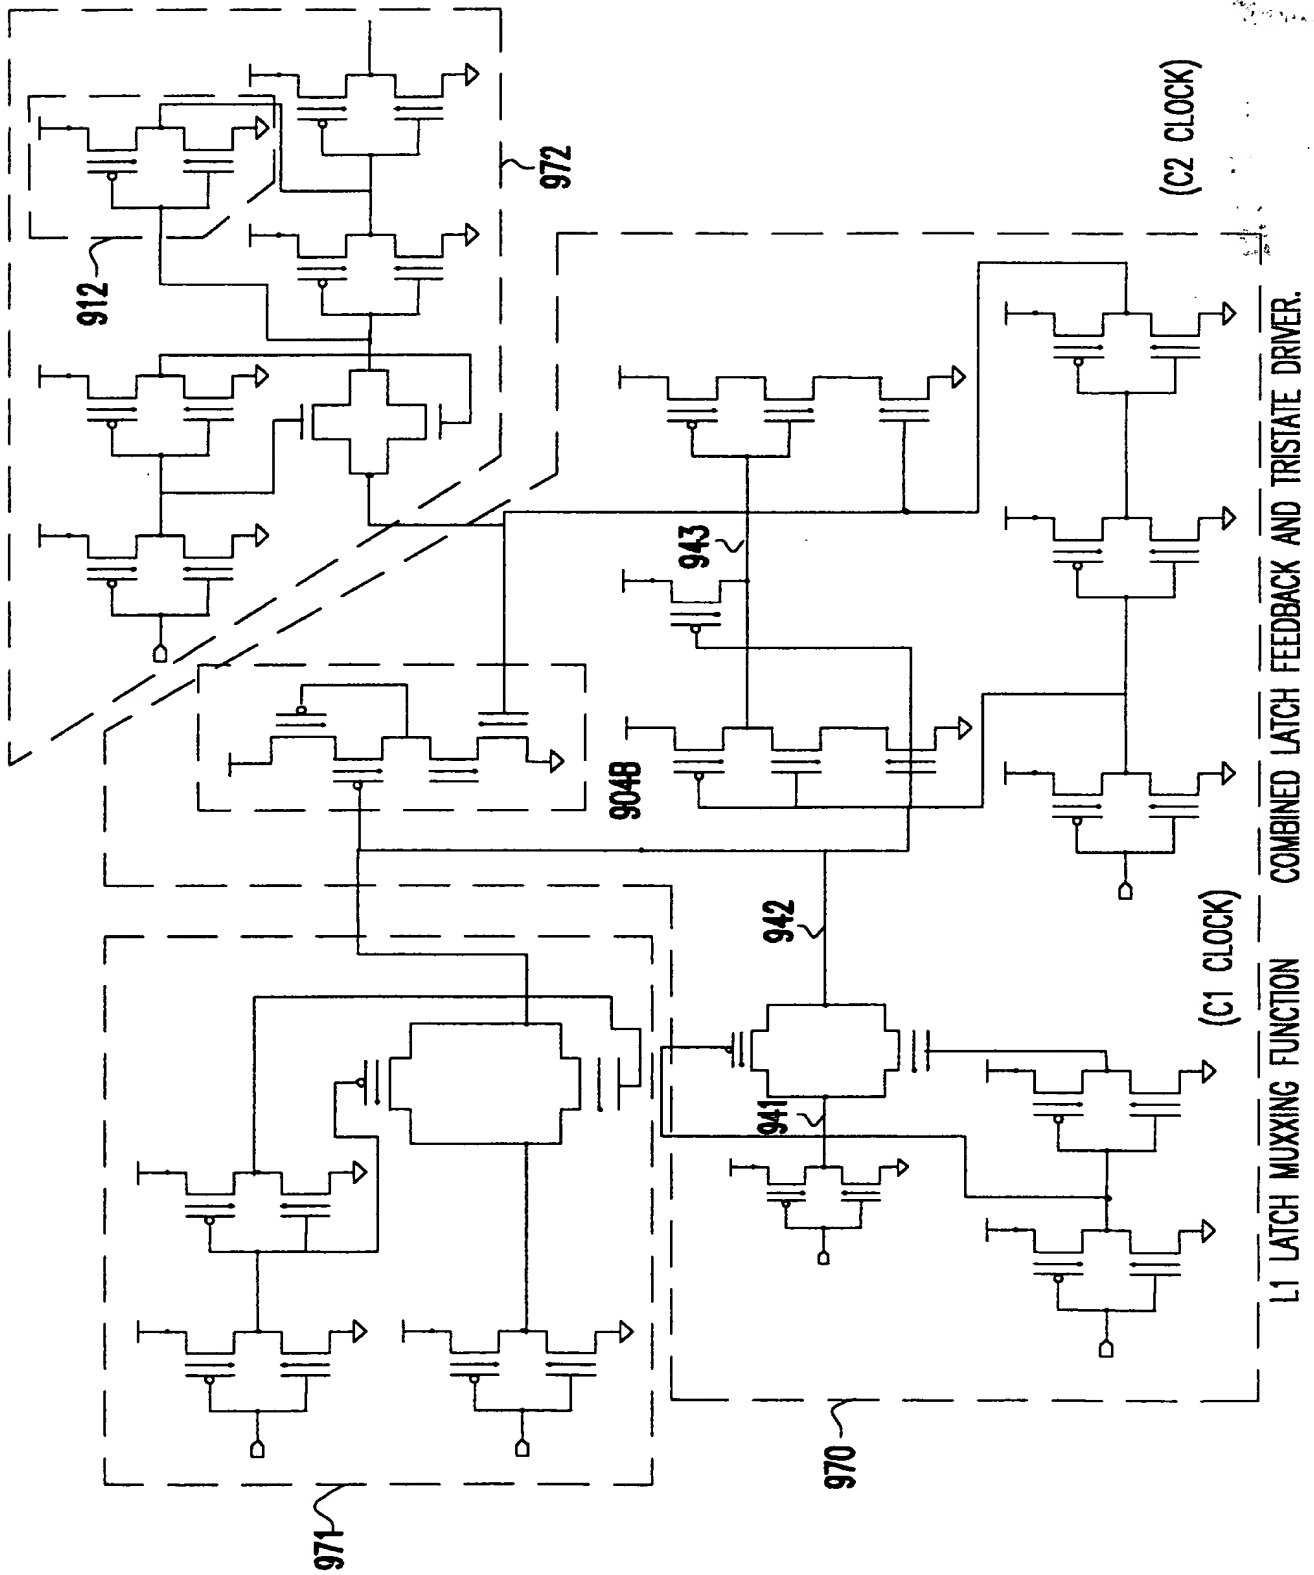 912
972
943
904B
942
941
971
970
(C2 CLOCK)
(C1 CLOCK)
L1 LATCH MUXXING FUNCTION
COMBINED LATCH FEEDBACK AND TRISTATE DRIVER.